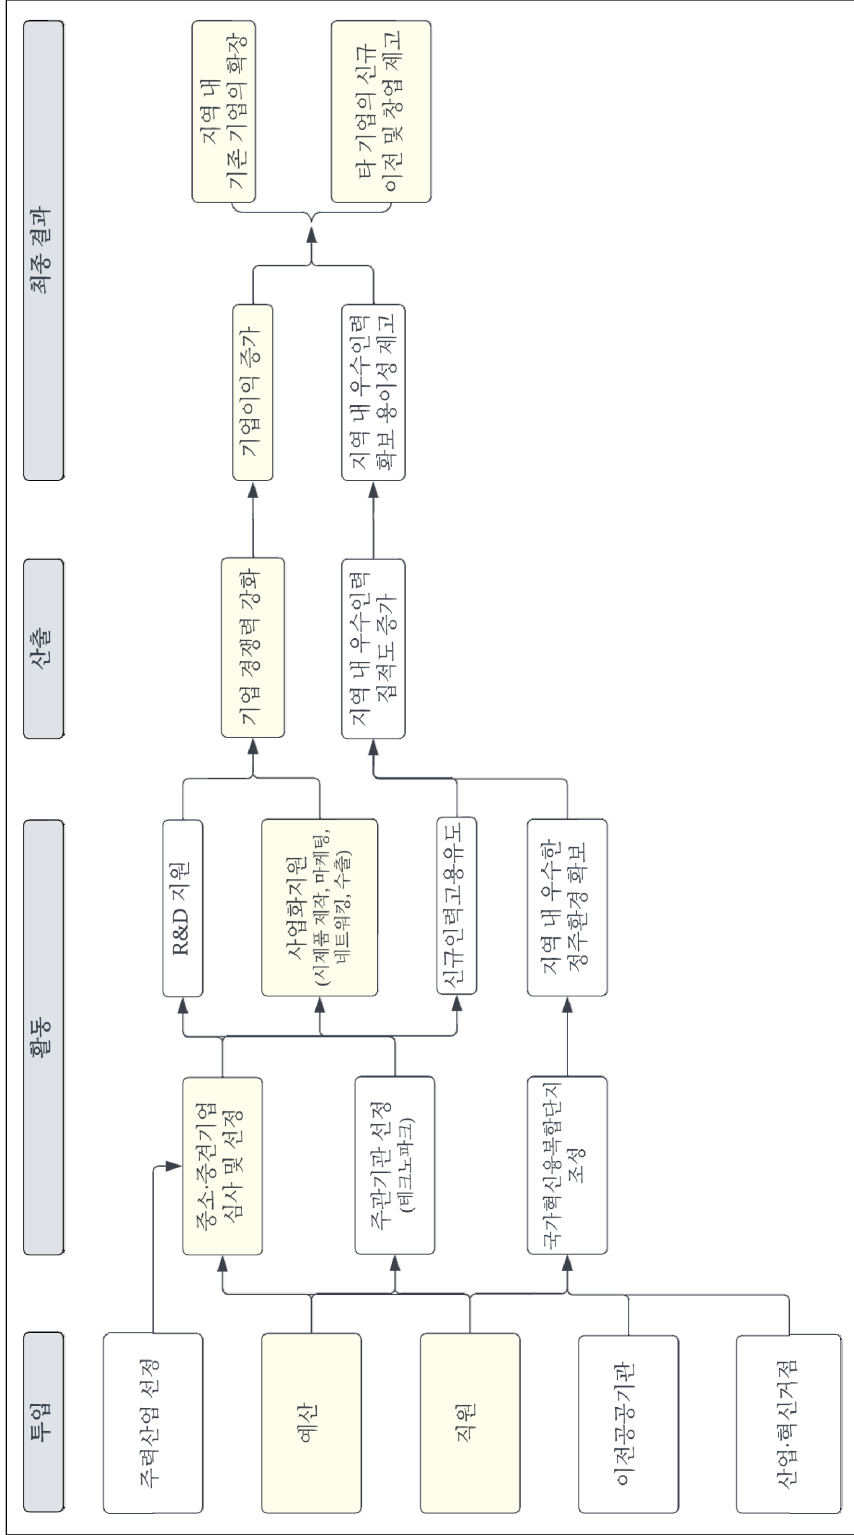 투입
활동
산출
최종 결과
주력산업 선정
예산
직원
이전공공기관
산업·혁신거점
중소·중견기업
심사 및 선정
주관기관 선정
(테크노파크)
국가혁신융복합단지
조성
R&D 지원
사업화지원
(시제품 제작, 마케팅,
네트워킹, 수출)
신규인력고용유도
지역 내 우수한
정주환경 확보
기업 경쟁력 강화
지역 내 우수인력
집적도 증가
기업이익 증가
지역 내 우수인력
확보 용이성 제고
지역 내
기존 기업의 확장
타 기업의 신규
이전 및 창업 제고